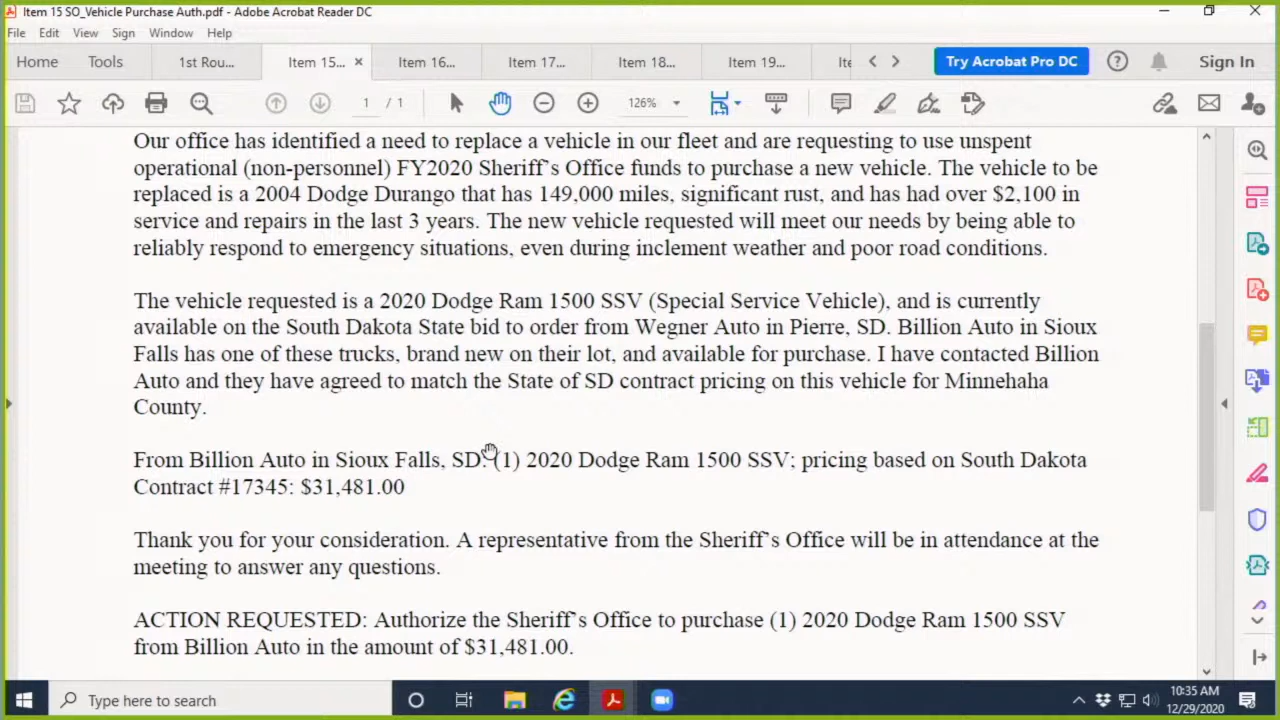 Item 15 SO_Vehicle Purchase Auth.pdf - Adobe Acrobat Reader DC
File Edit View Sign Window Help
Home Tools 1st Rou... Item 15... × Item 16... Item 17... Item 18... Item 19... Ite Try Acrobat Pro DC Sign In
1 / 1 126%
Our office has identified a need to replace a vehicle in our fleet and are requesting to use unspent
operational (non-personnel) FY2020 Sheriff's Office funds to purchase a new vehicle. The vehicle to be
replaced is a 2004 Dodge Durango that has 149,000 miles, significant rust, and has had over $2,100 in
service and repairs in the last 3 years. The new vehicle requested will meet our needs by being able to
reliably respond to emergency situations, even during inclement weather and poor road conditions.
The vehicle requested is a 2020 Dodge Ram 1500 SSV (Special Service Vehicle), and is currently
available on the South Dakota State bid to order from Wegner Auto in Pierre, SD. Billion Auto in Sioux
Falls has one of these trucks, brand new on their lot, and available for purchase. I have contacted Billion
Auto and they have agreed to match the State of SD contract pricing on this vehicle for Minnehaha
County.
From Billion Auto in Sioux Falls, SD: (1) 2020 Dodge Ram 1500 SSV; pricing based on South Dakota
Contract #17345: $31,481.00
Thank you for your consideration. A representative from the Sheriff's Office will be in attendance at the
meeting to answer any questions.
ACTION REQUESTED: Authorize the Sheriff's Office to purchase (1) 2020 Dodge Ram 1500 SSV
from Billion Auto in the amount of $31,481.00.
Type here to search
10:35 AM
12/29/2020